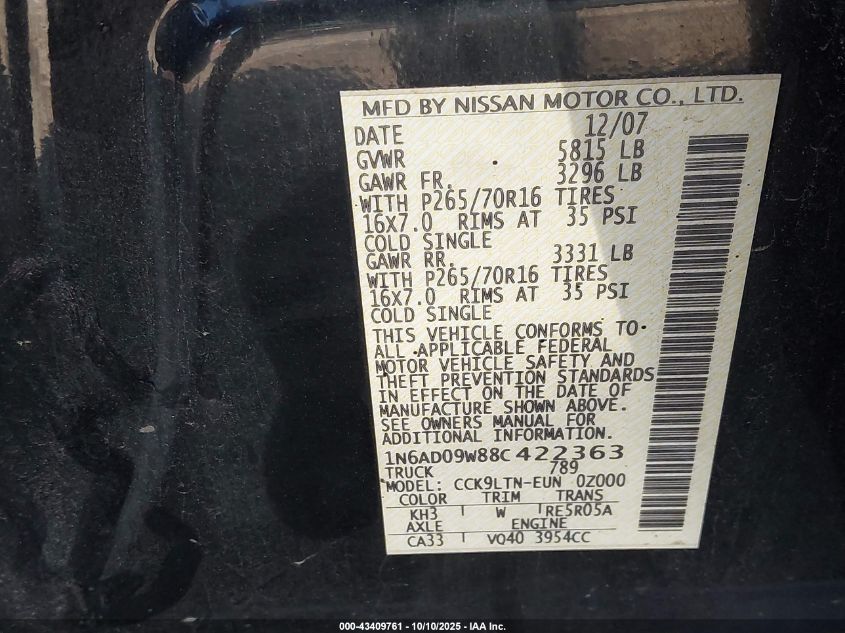 MFD BY NISSAN MOTOR CO., LTD.
DATE 12/07
GVWR 5815 LB
GAWR FR. 3296 LB
WITH P265/70R16 TIRES
16X7.0 RIMS AT 35 PSI
COLD SINGLE
GAWR RR. 3331 LB
WITH P265/70R16 TIRES
16X7.0 RIMS AT 35 PSI
COLD SINGLE
THIS VEHICLE CONFORMS TO
ALL APPLICABLE FEDERAL
MOTOR VEHICLE SAFETY AND
THEFT PREVENTION STANDARDS
IN EFFECT ON THE DATE OF
MANUFACTURE SHOWN ABOVE.
SEE OWNERS MANUAL FOR
ADDITIONAL INFORMATION.
1N6AD09W88C422363
TRUCK 789
MODEL: CCK9LTN-EUN 0Z000
COLOR TRIM TRANS
KH3 W RE5R05A
AXLE ENGINE
CA33 VQ40 3954CC
000-43409761 - 10/10/2025 - IAA Inc.